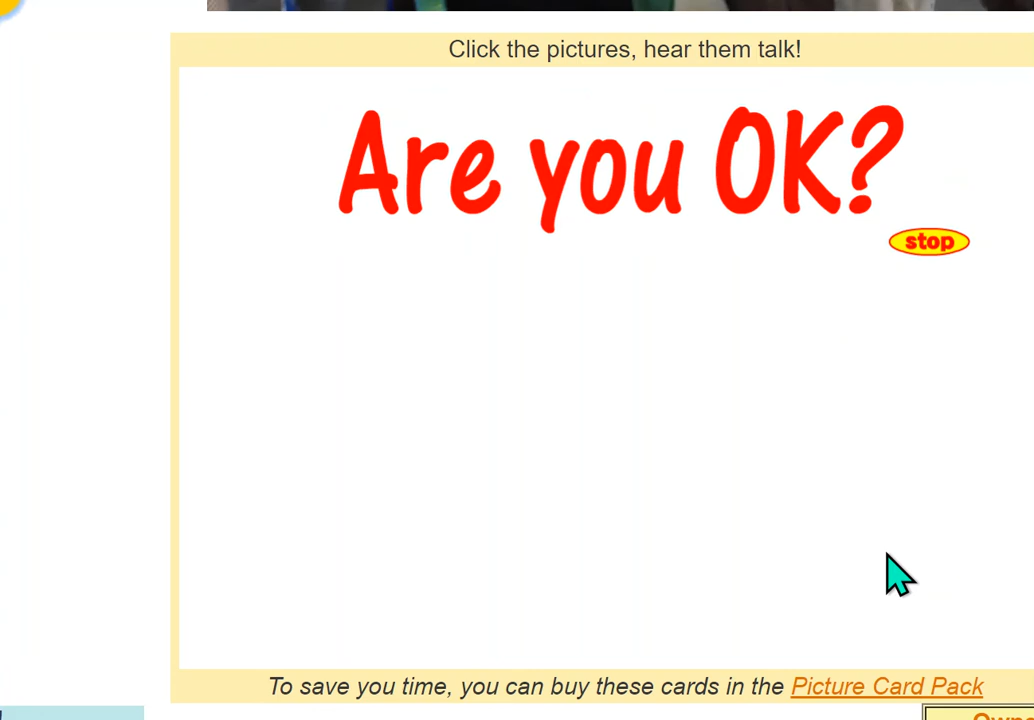 Click the pictures, hear them talk!
Are you OK?
stop
To save you time, you can buy these cards in the Picture Card Pack